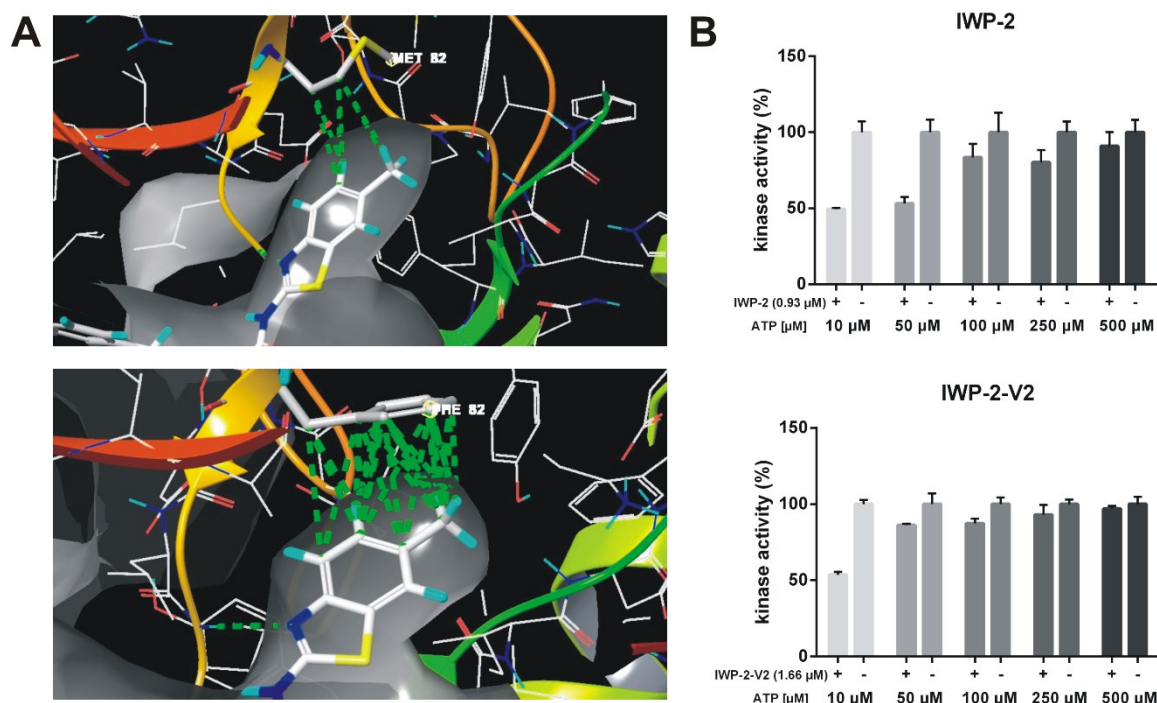 A
MET 82
PHE 82
B
IWP-2
kinase activity (%)
150
100
50
0
IWP-2 (0.93 µM) + - + - + - + - + -
ATP [µM] 10 µM 50 µM 100 µM 250 µM 500 µM
IWP-2-V2
kinase activity (%)
150
100
50
0
IWP-2-V2 (1.66 µM) + - + - + - + - + -
ATP [µM] 10 µM 50 µM 100 µM 250 µM 500 µM